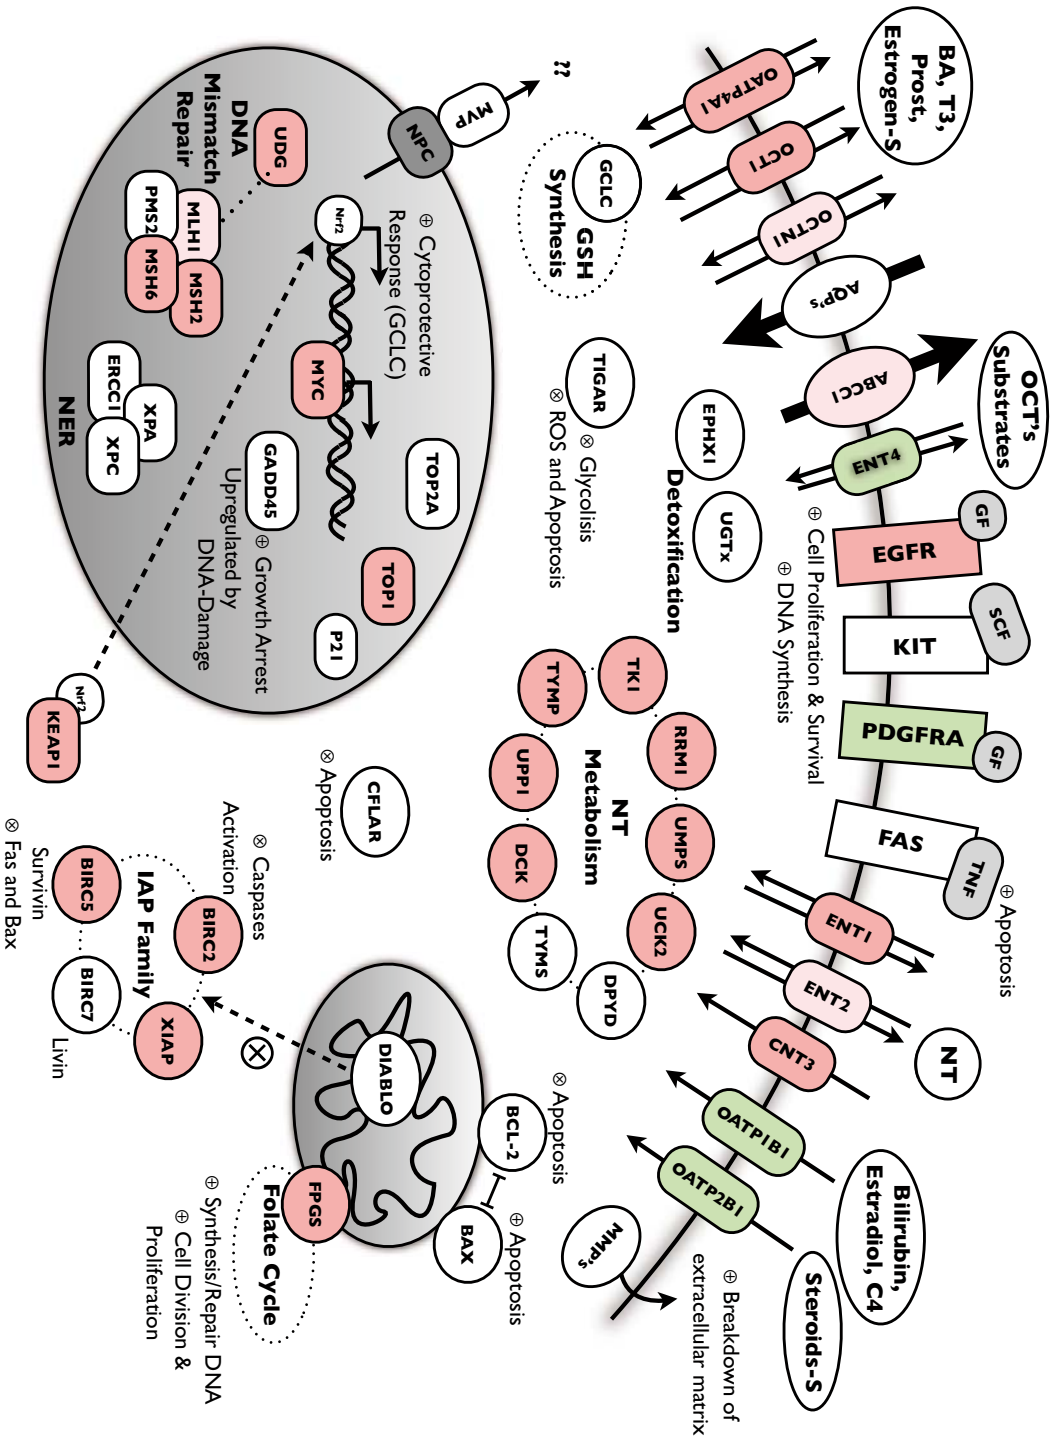 BA, T3,
Prost,
Estrogen-S
OATP4A1
OCT1
OCTN1
AQP's
ABCC1
OCT's
Substrates
ENT4
GF
EGFR
SCF
KIT
GF
PDGFRA
TNF
FAS
⊕ Apoptosis
ENT1
ENT2
NT
CNT3
OATP1B1
OATP2B1
Bilirubin,
Estradiol, C4
Steroids-S
MMP's
⊕ Breakdown of
extracellular matrix
⊕ Cell Proliferation & Survival
⊕ DNA Synthesis
??
MVP
NPC
GCLC
GSH
Synthesis
TIGAR
⊗ Glycolisis
⊗ ROS and Apoptosis
EPHX1
UGTx
Detoxification
TK1
RRM1
UMPS
UCK2
DPYD
TYMS
DCK
UPP1
TYMP
NT
Metabolism
UDG
DNA
Mismatch
Repair
MLH1
PMS2
MSH2
MSH6
ERCC1
XPA
XPC
NER
Nrf2
⊕ Cytoprotective
Response (GCLC)
MYC
TOP2A
GADD45
⊕ Growth Arrest
Upregulated by
DNA-Damage
TOP1
P21
Nrf2
KEAP1
CFLAR
⊗ Apoptosis
⊗ Caspases
Activation
BIRC2
IAP Family
BIRC5
Survivin
⊗ Fas and Bax
BIRC7
Livin
XIAP
⊗
DIABLO
BCL-2
⊗ Apoptosis
BAX
⊕ Apoptosis
FPGS
Folate Cycle
⊕ Synthesis/Repair DNA
⊕ Cell Division &
Proliferation